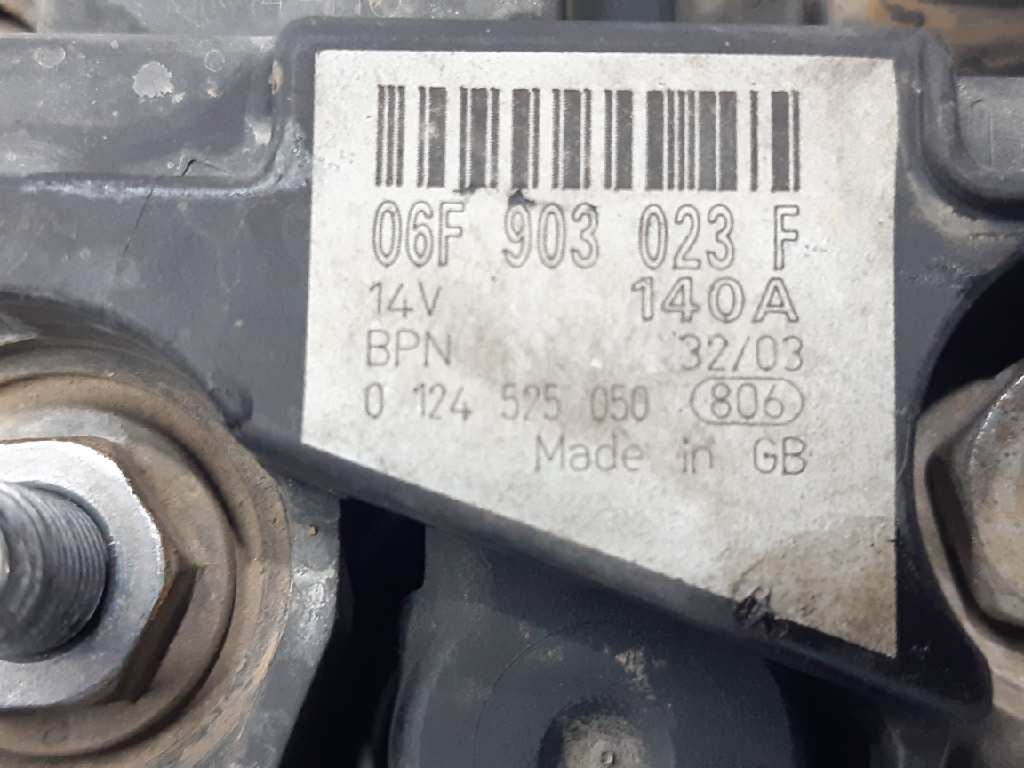 06F 903 023 F
14V 140A
BPN 32/03
0 124 525 050 806
Made in GB